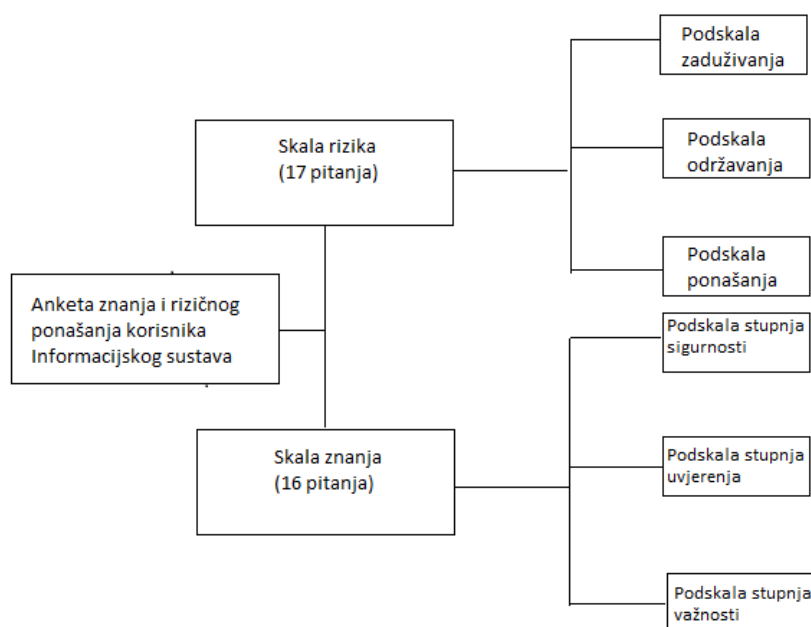 Anketa znanja i rizičnog
ponašanja korisnika
Informacijskog sustava
Skala rizika
(17 pitanja)
Podskala
zaduživanja
Podskala
održavanja
Podskala
ponašanja
Skala znanja
(16 pitanja)
Podskala stupnja
sigurnosti
Podskala stupnja
uvjerenja
Podskala stupnja
važnosti